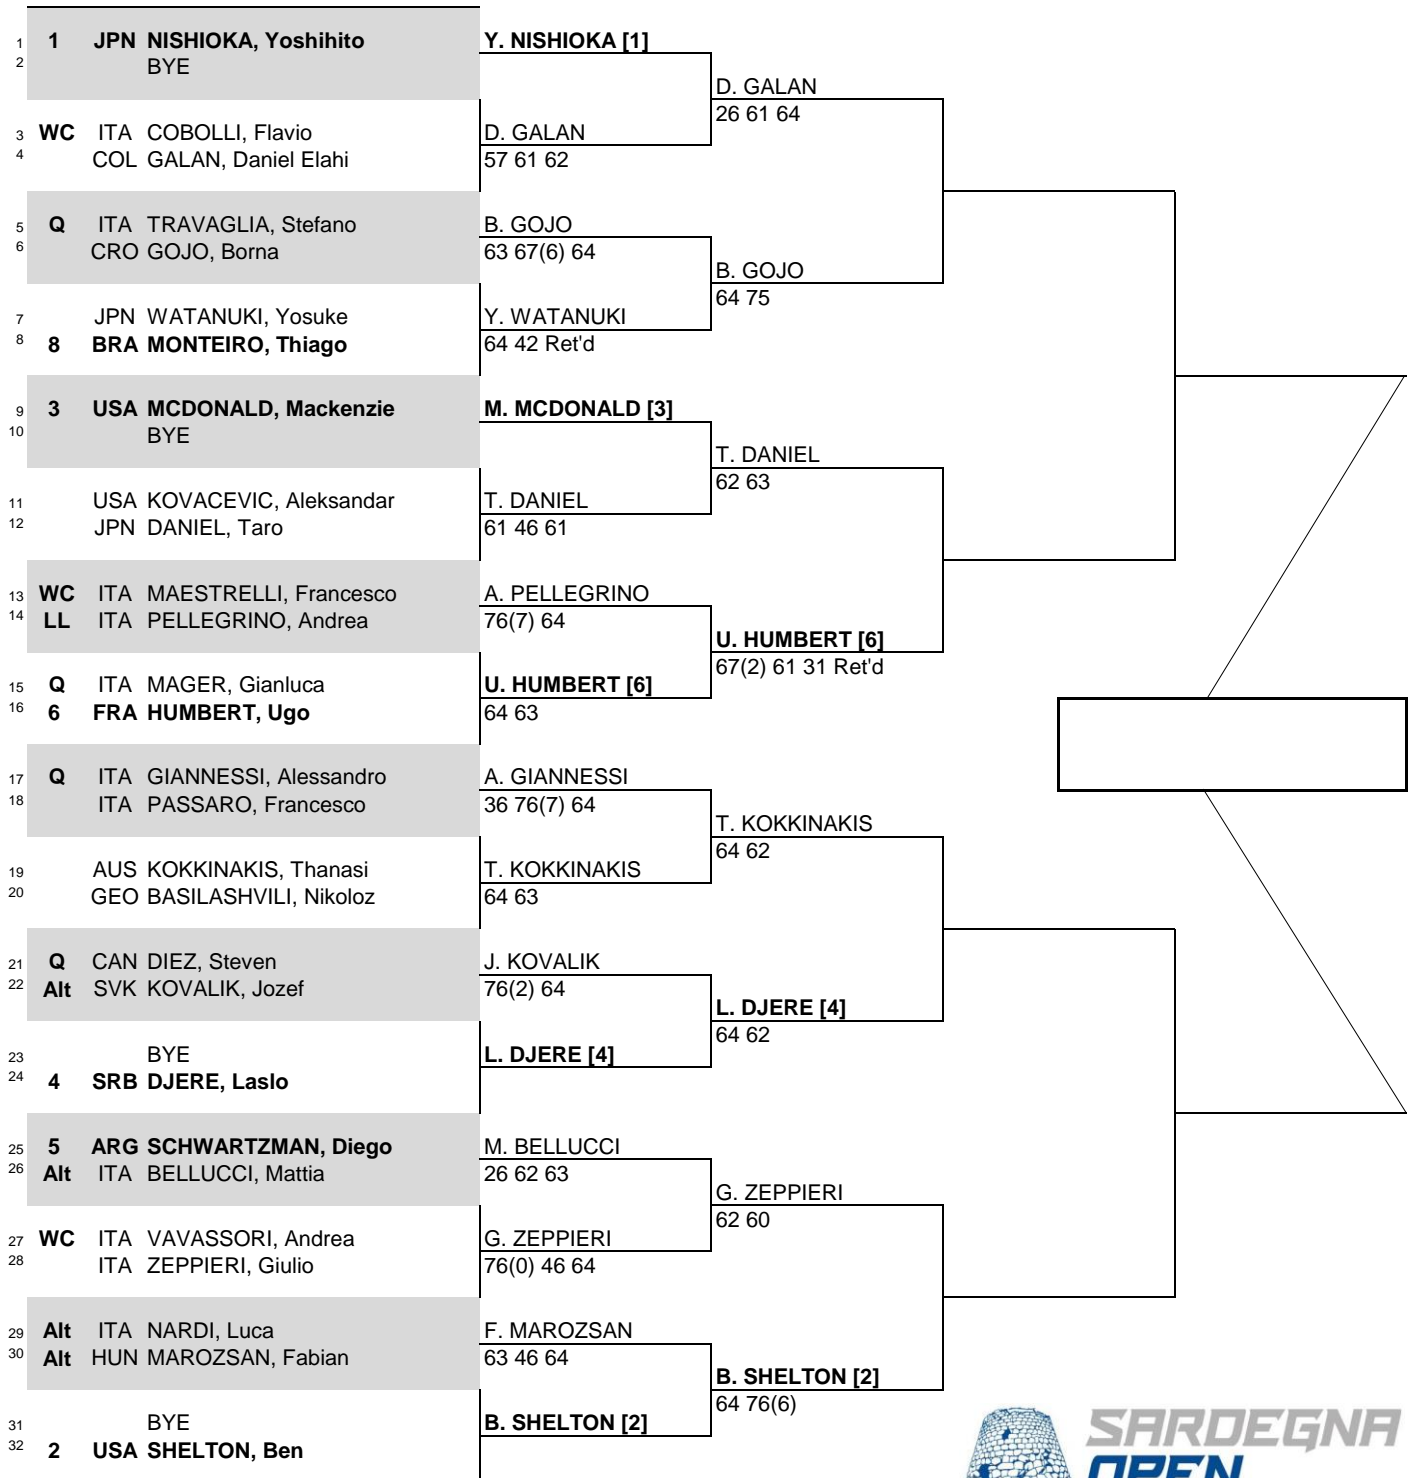 1 1 JPN NISHIOKA, Yoshihito
2 BYE
3 WC ITA COBOLLI, Flavio
4 COL GALAN, Daniel Elahi
5 Q ITA TRAVAGLIA, Stefano
6 CRO GOJO, Borna
7 JPN WATANUKI, Yosuke
8 8 BRA MONTEIRO, Thiago
9 3 USA MCDONALD, Mackenzie
10 BYE
11 USA KOVACEVIC, Aleksandar
12 JPN DANIEL, Taro
13 WC ITA MAESTRELLI, Francesco
14 LL ITA PELLEGRINO, Andrea
15 Q ITA MAGER, Gianluca
16 6 FRA HUMBERT, Ugo
17 Q ITA GIANNESSI, Alessandro
18 ITA PASSARO, Francesco
19 AUS KOKKINAKIS, Thanasi
20 GEO BASILASHVILI, Nikoloz
21 Q CAN DIEZ, Steven
22 Alt SVK KOVALIK, Jozef
23 BYE
24 4 SRB DJERE, Laslo
25 5 ARG SCHWARTZMAN, Diego
26 Alt ITA BELLUCCI, Mattia
27 WC ITA VAVASSORI, Andrea
28 ITA ZEPPIERI, Giulio
29 Alt ITA NARDI, Luca
30 Alt HUN MAROZSAN, Fabian
31 BYE
32 2 USA SHELTON, Ben
Y. NISHIOKA [1]
D. GALAN
57 61 62
B. GOJO
63 67(6) 64
Y. WATANUKI
64 42 Ret'd
M. MCDONALD [3]
T. DANIEL
61 46 61
A. PELLEGRINO
76(7) 64
U. HUMBERT [6]
64 63
A. GIANNESSI
36 76(7) 64
T. KOKKINAKIS
64 63
J. KOVALIK
76(2) 64
L. DJERE [4]
M. BELLUCCI
26 62 63
G. ZEPPIERI
76(0) 46 64
F. MAROZSAN
63 46 64
B. SHELTON [2]
D. GALAN
26 61 64
B. GOJO
64 75
T. DANIEL
62 63
U. HUMBERT [6]
67(2) 61 31 Ret'd
T. KOKKINAKIS
64 62
L. DJERE [4]
64 62
G. ZEPPIERI
62 60
B. SHELTON [2]
64 76(6)
SARDEGNA
OPEN